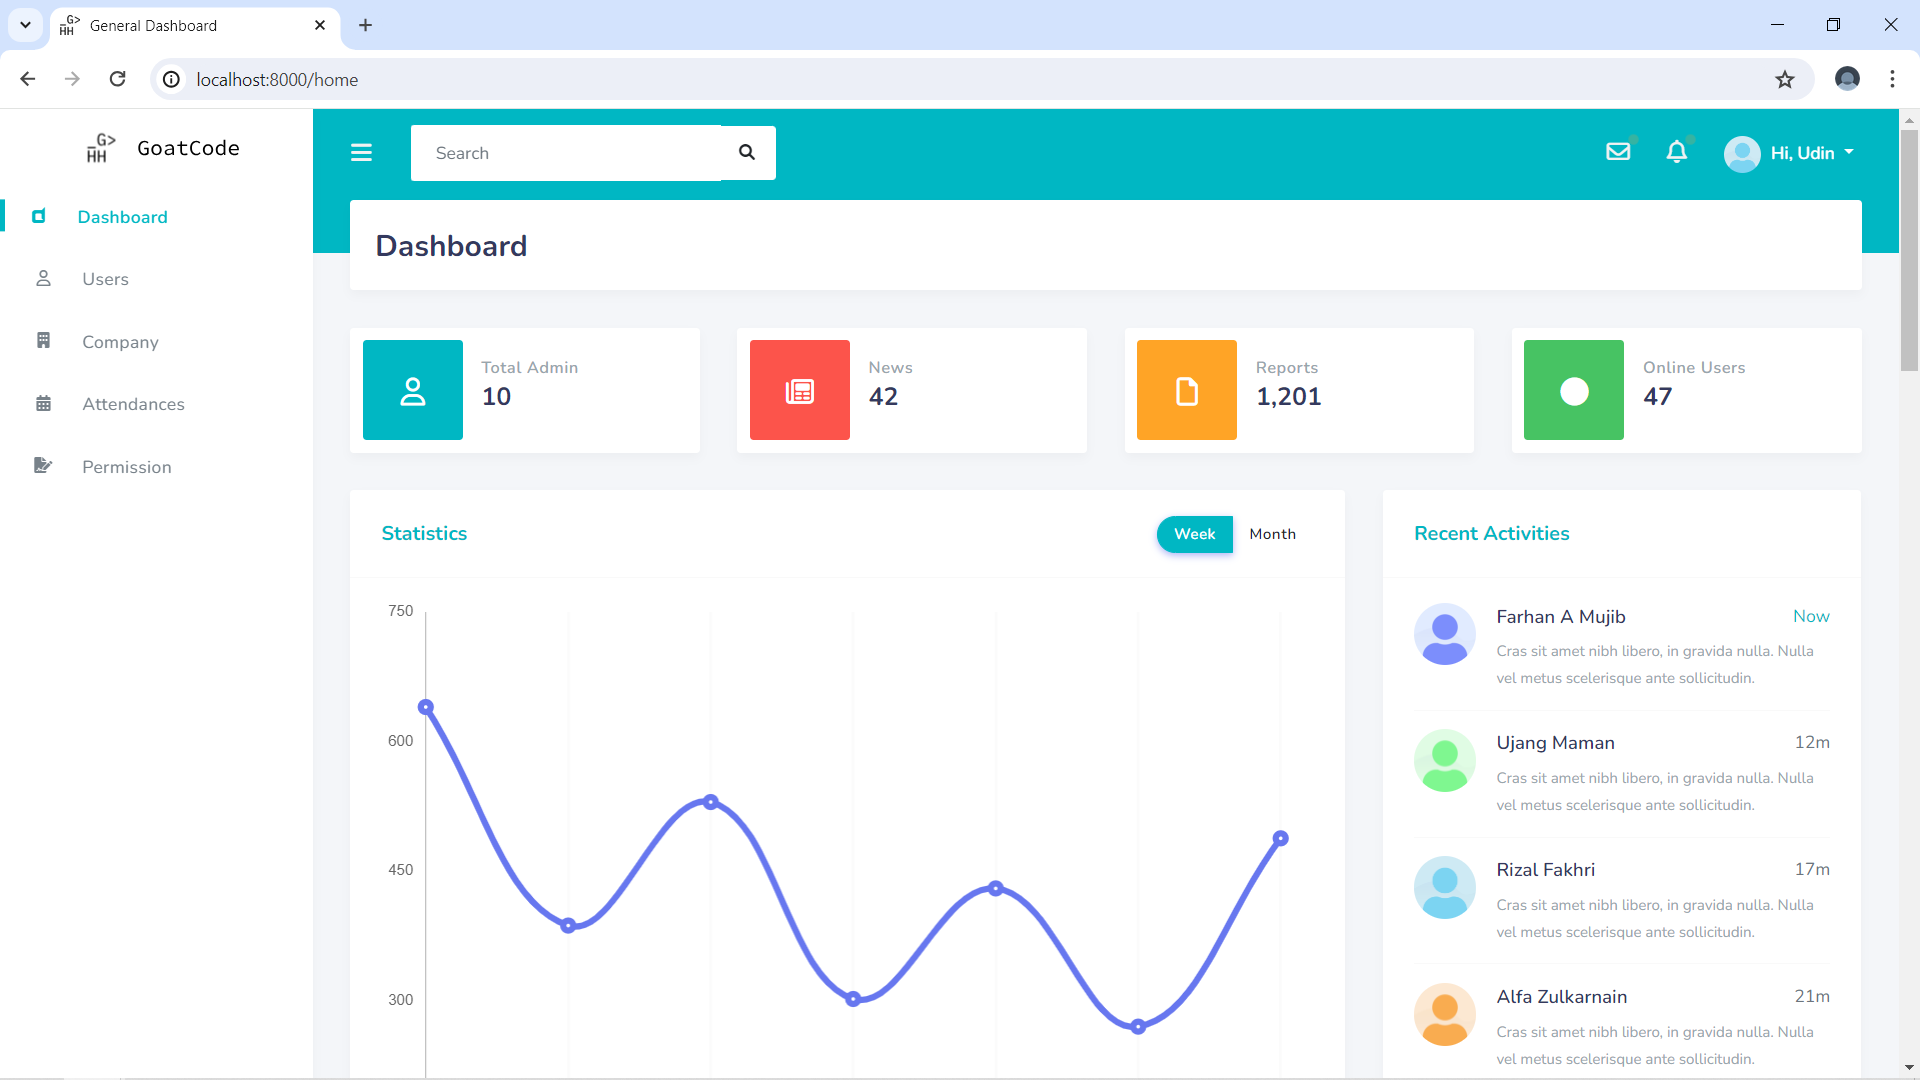 General Dashboard
localhost:8000/home
_G>
HH
GoatCode
Search
Hi, Udin
Dashboard
Users
Company
Attendances
Permission
Dashboard
Total Admin
10
News
42
Reports
1,201
Online Users
47
Statistics
Week
Month
750
600
450
300
Recent Activities
Farhan A Mujib
Now
Cras sit amet nibh libero, in gravida nulla. Nulla
vel metus scelerisque ante sollicitudin.
Ujang Maman
12m
Cras sit amet nibh libero, in gravida nulla. Nulla
vel metus scelerisque ante sollicitudin.
Rizal Fakhri
17m
Cras sit amet nibh libero, in gravida nulla. Nulla
vel metus scelerisque ante sollicitudin.
Alfa Zulkarnain
21m
Cras sit amet nibh libero, in gravida nulla. Nulla
vel metus scelerisque ante sollicitudin.